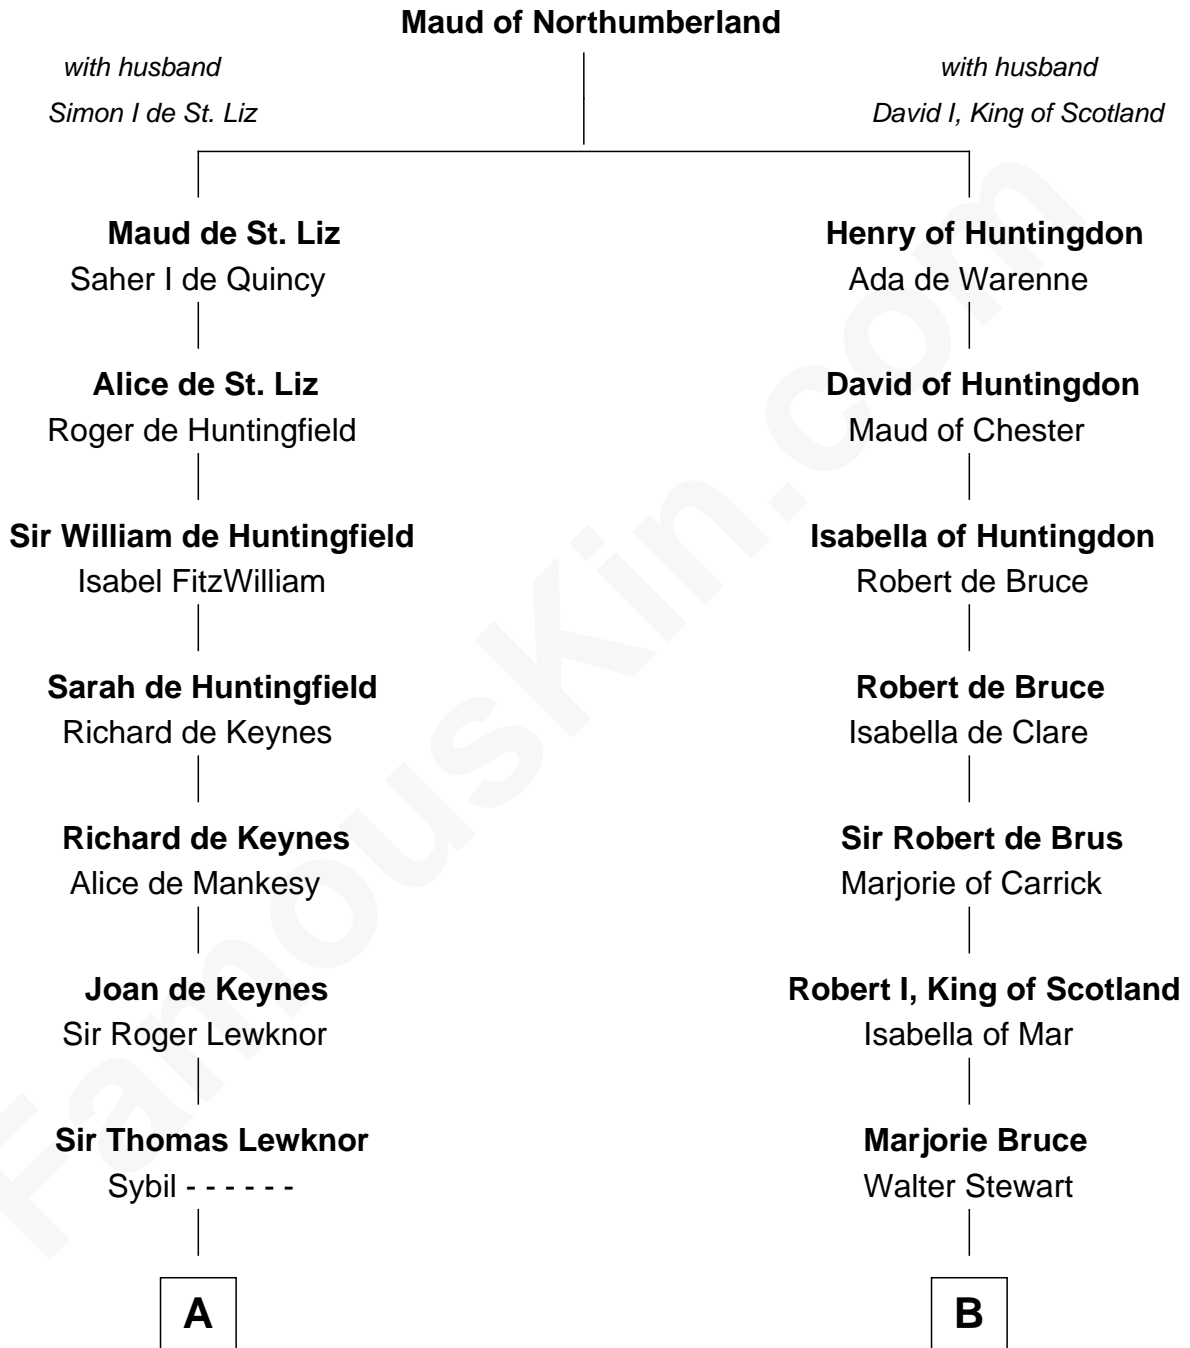 Maud of Northumberland
with husband
Simon I de St. Liz
with husband
David I, King of Scotland
Maud de St. Liz
Saher I de Quincy
Henry of Huntingdon
Ada de Warenne
Alice de St. Liz
Roger de Huntingfield
David of Huntingdon
Maud of Chester
Sir William de Huntingfield
Isabel FitzWilliam
Isabella of Huntingdon
Robert de Bruce
Sarah de Huntingfield
Richard de Keynes
Robert de Bruce
Isabella de Clare
Richard de Keynes
Alice de Mankesy
Sir Robert de Brus
Marjorie of Carrick
Joan de Keynes
Sir Roger Lewknor
Robert I, King of Scotland
Isabella of Mar
Sir Thomas Lewknor
Sybil - - - - - -
Marjorie Bruce
Walter Stewart
A
B
FamousKin.com